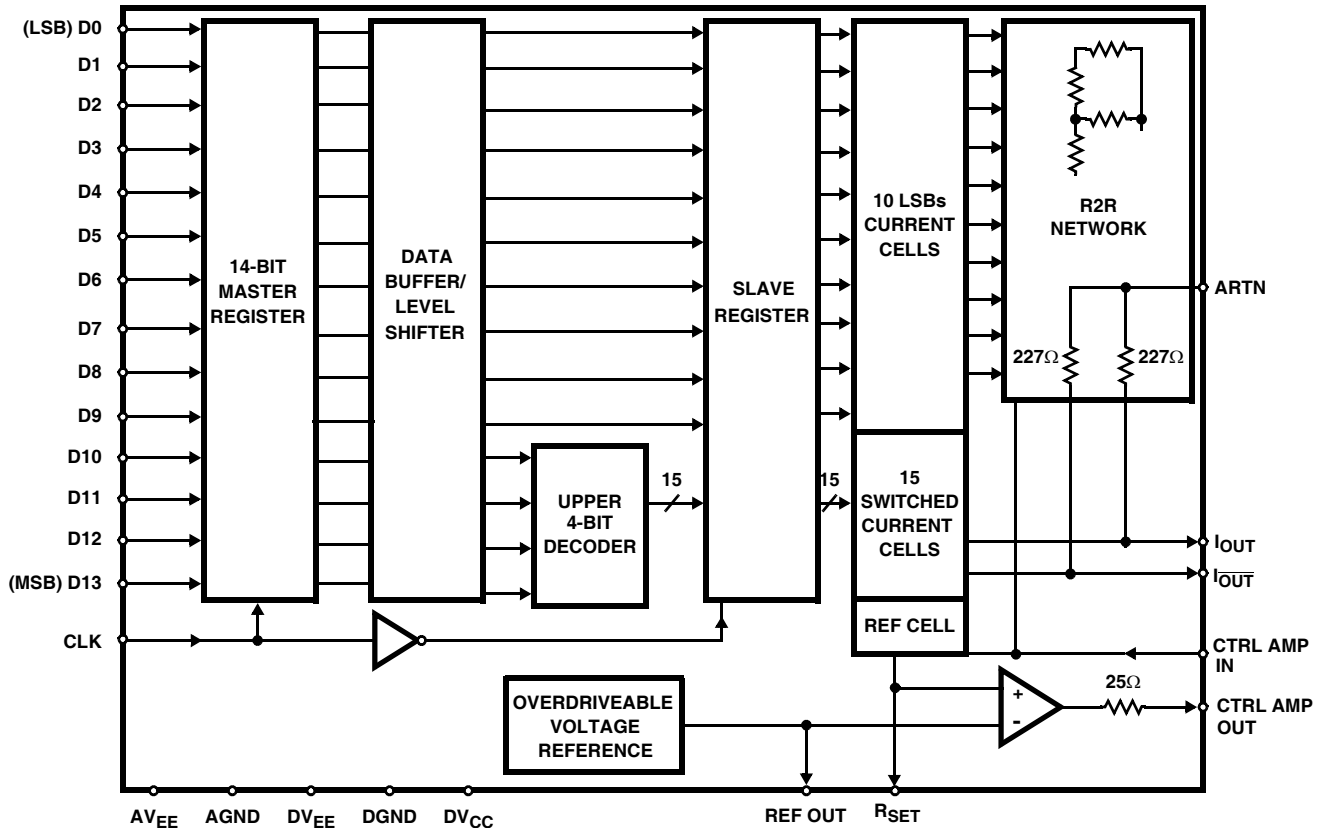 (LSB) D0
D1
D2
D3
D4
D5
D6
D7
D8
D9
D10
D11
D12
(MSB) D13
CLK
14-BIT
MASTER
REGISTER
DATA
BUFFER/
LEVEL
SHIFTER
UPPER
4-BIT
DECODER
15
SLAVE
REGISTER
15
10 LSBs
CURRENT
CELLS
15
SWITCHED
CURRENT
CELLS
REF CELL
R2R
NETWORK
227Ω
227Ω
ARTN
IOUT
I̅O̅U̅T̅
CTRL AMP
IN
25Ω
CTRL AMP
OUT
+
-
OVERDRIVEABLE
VOLTAGE
REFERENCE
AVEE
AGND
DVEE
DGND
DVCC
REF OUT
RSET